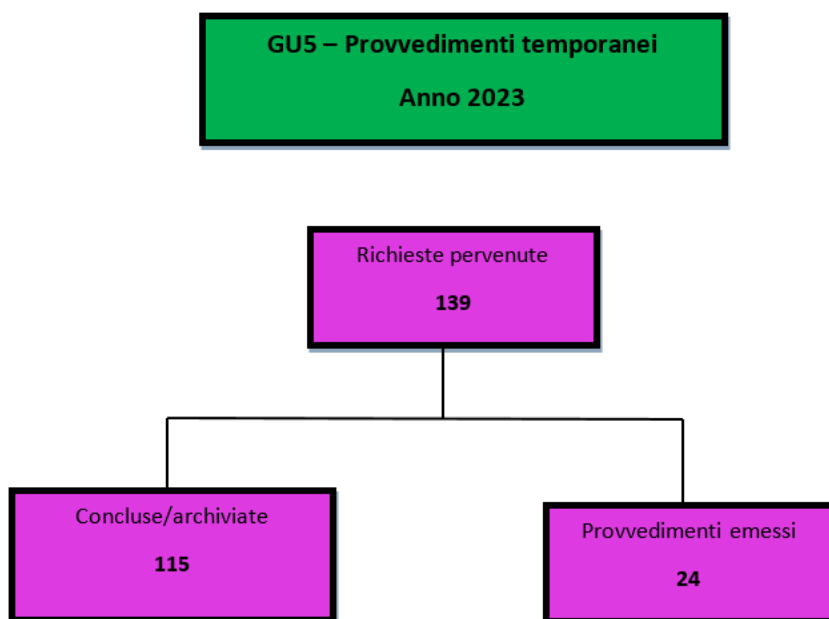 GU5 – Provvedimenti temporanei
Anno 2023
Richieste pervenute
139
Concluse/archiviate
115
Provvedimenti emessi
24